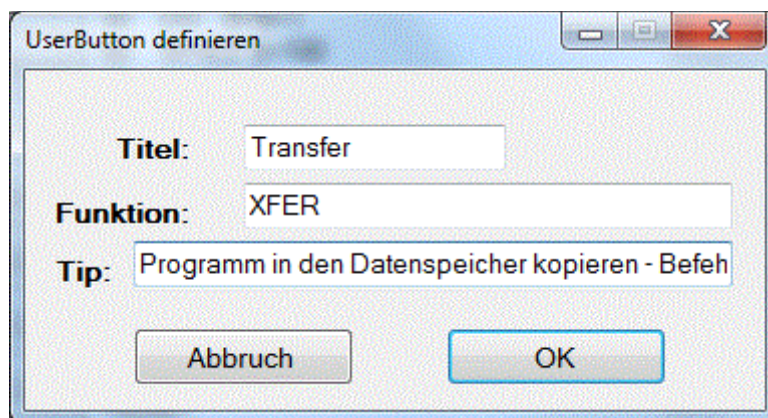 UserButton definieren
Titel: Transfer
Funktion: XFER
Tip: Programm in den Datenspeicher kopieren - Befeh
Abbruch OK